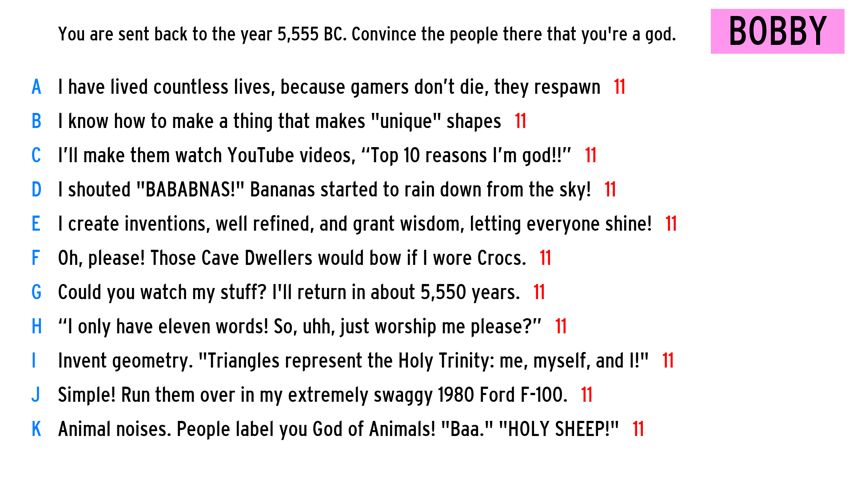 You are sent back to the year 5,555 BC. Convince the people there that you're a god.
BOBBY
A I have lived countless lives, because gamers don’t die, they respawn 11
B I know how to make a thing that makes "unique" shapes 11
C I’ll make them watch YouTube videos, “Top 10 reasons I’m god!!” 11
D I shouted "BABABNAS!" Bananas started to rain down from the sky! 11
E I create inventions, well refined, and grant wisdom, letting everyone shine! 11
F Oh, please! Those Cave Dwellers would bow if I wore Crocs. 11
G Could you watch my stuff? I'll return in about 5,550 years. 11
H “I only have eleven words! So, uhh, just worship me please?” 11
I Invent geometry. "Triangles represent the Holy Trinity: me, myself, and I!" 11
J Simple! Run them over in my extremely swaggy 1980 Ford F-100. 11
K Animal noises. People label you God of Animals! "Baa." "HOLY SHEEP!" 11